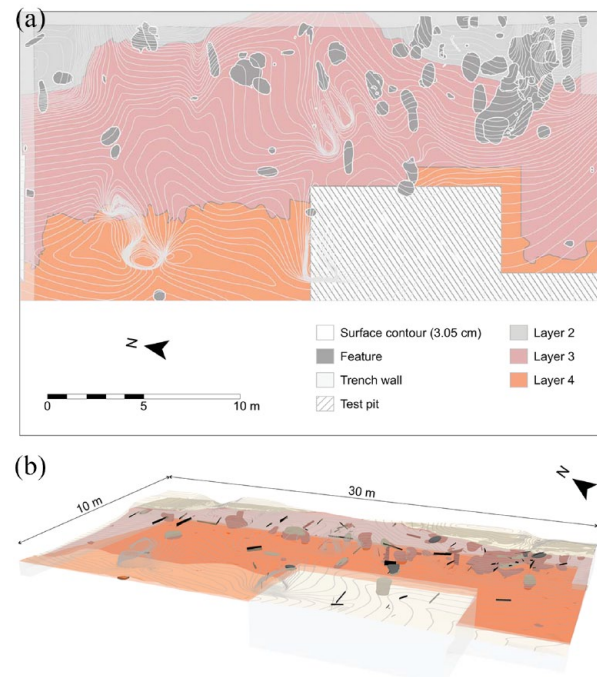 (a)
Surface contour (3.05 cm)
Feature
Trench wall
Test pit
Layer 2
Layer 3
Layer 4
N
0 5 10 m
(b)
N
10 m
30 m